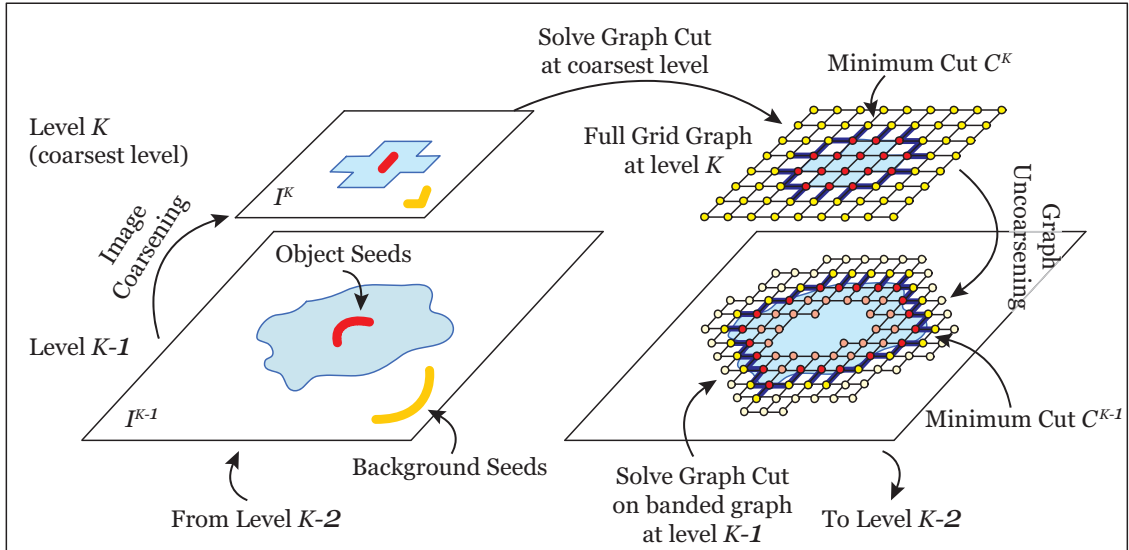 Solve Graph Cut
at coarsest level
Minimum Cut C^K
Level K
(coarsest level)
Full Grid Graph
at level K
I^K
Image
Coarsening
Graph
Uncoarsening
Object Seeds
Level K-1
I^K-1
Minimum Cut C^K-1
Background Seeds
Solve Graph Cut
on banded graph
at level K-1
From Level K-2
To Level K-2